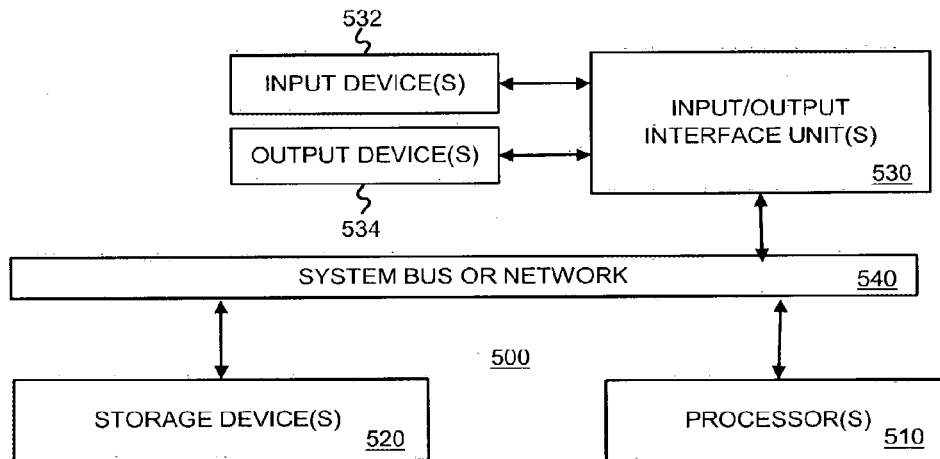 532
INPUT DEVICE(S)
OUTPUT DEVICE(S)
534
INPUT/OUTPUT
INTERFACE UNIT(S)
530
SYSTEM BUS OR NETWORK
540
500
STORAGE DEVICE(S)
520
PROCESSOR(S)
510